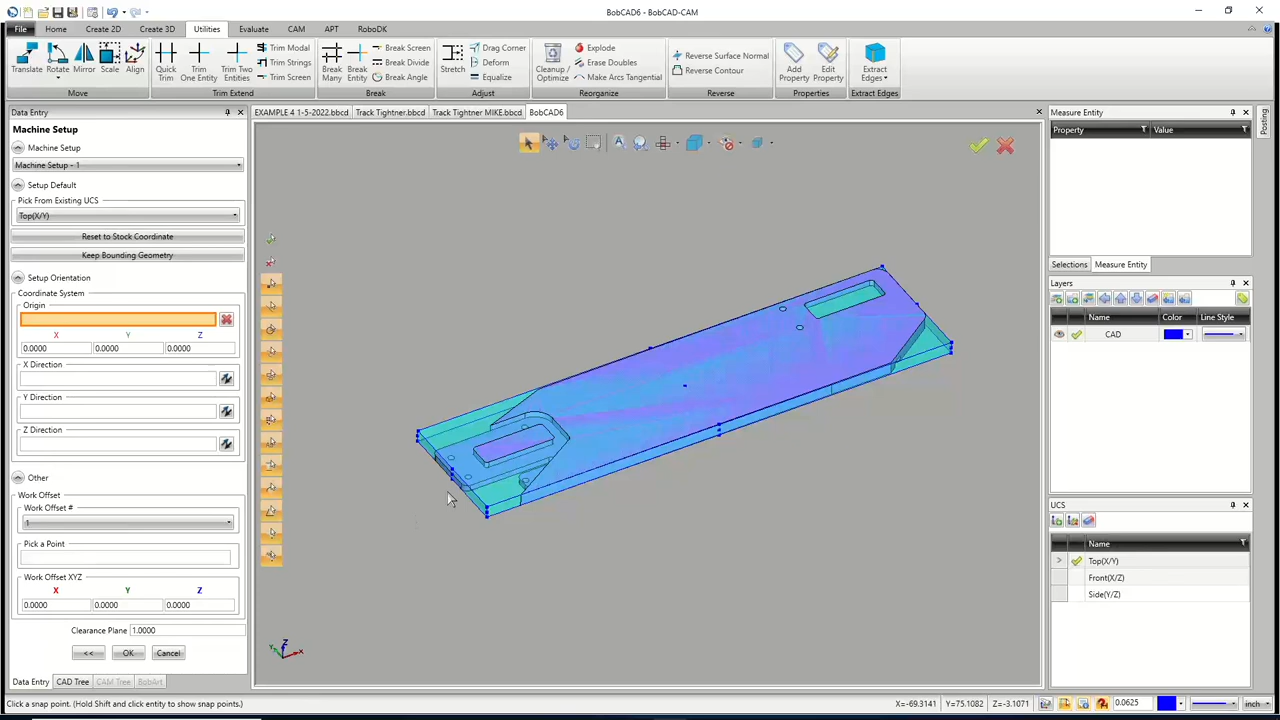 BobCAD6 - BobCAD-CAM
File Home Create 2D Create 3D Utilities Evaluate CAM APT RoboDK
Translate Rotate Mirror Scale Align
Move
Quick Trim
Trim One Entity
Trim Two Entities
Trim Modal
Trim Strings
Trim Screen
Trim Extend
Break Many
Break Entity
Break Screen
Break Divide
Break Angle
Break
Stretch
Drag Corner
Deform
Equalize
Adjust
Cleanup / Optimize
Explode
Erase Doubles
Make Arcs Tangential
Reorganize
Reverse Surface Normal
Reverse Contour
Reverse
Add Property
Edit Property
Properties
Extract Edges
Extract Edges
Data Entry
Machine Setup
Machine Setup
Machine Setup - 1
Setup Default
Pick From Existing UCS
Top(X/Y)
Reset to Stock Coordinate
Keep Bounding Geometry
Setup Orientation
Coordinate System
Origin
X Y Z
0.0000 0.0000 0.0000
X Direction
Y Direction
Z Direction
Other
Work Offset
Work Offset #
1
Pick a Point
Work Offset XYZ
X Y Z
0.0000 0.0000 0.0000
Clearance Plane 1.0000
<< OK Cancel
Data Entry CAD Tree CAM Tree BobArt
EXAMPLE 4 1-5-2022.bbcd Track Tightner.bbcd Track Tightner MIKE.bbcd BobCAD6
Z
Y
X
Measure Entity
Property Value
Selections Measure Entity
Layers
Name Color Line Style
CAD
UCS
Name
Top(X/Y)
Front(X/Z)
Side(Y/Z)
Posting
Click a snap point. (Hold Shift and click entity to show snap points.)
X=-69.3141 Y=75.1082 Z=-3.1071 0.0625 inch